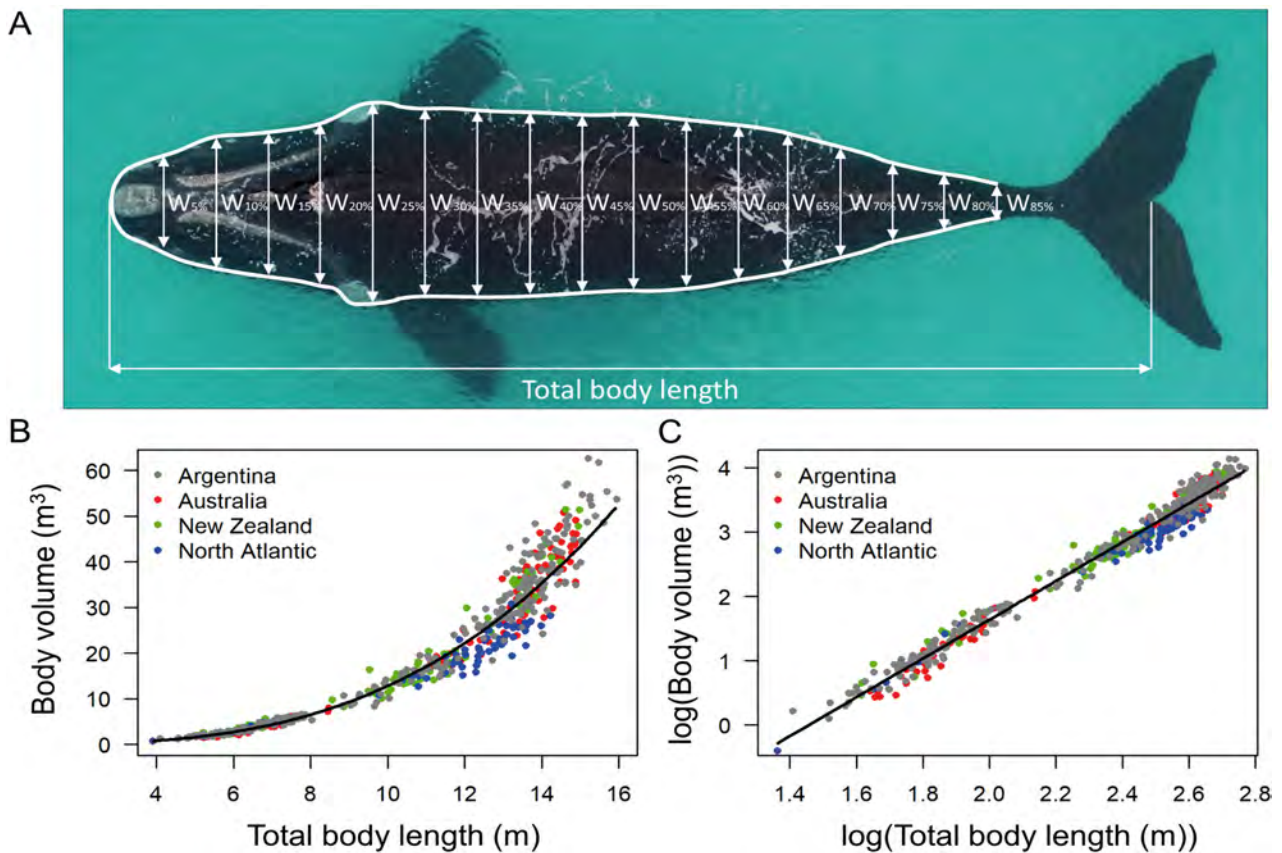 A
W5% W10% W15% W20% W25% W30% W35% W40% W45% W50% W55% W60% W65% W70% W75% W80% W85%
Total body length
B
Argentina
Australia
New Zealand
North Atlantic
Body volume (m³)
60
50
40
30
20
10
0
4 6 8 10 12 14 16
Total body length (m)
C
Argentina
Australia
New Zealand
North Atlantic
log(Body volume (m³))
4
3
2
1
0
1.4 1.6 1.8 2.0 2.2 2.4 2.6 2.8
log(Total body length (m))